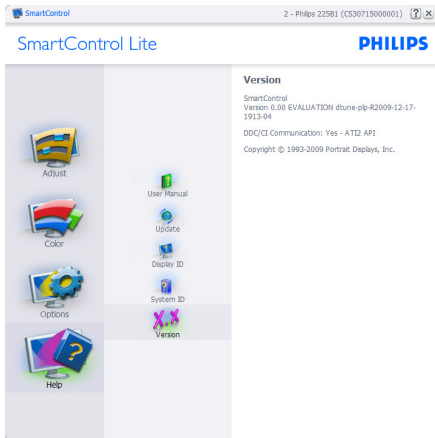 SmartControl
2 - Philips 225B1 (CS30715000001)
SmartControl Lite
PHILIPS
Adjust
Color
Options
Help
User Manual
Update
Display ID
System ID
X.X
Version
Version
SmartControl
Version 0.00 EVALUATION dtune-plp-R2009-12-17-
1913-04
DDC/CI Communication: Yes - ATI2 API
Copyright © 1993-2009 Portrait Displays, Inc.